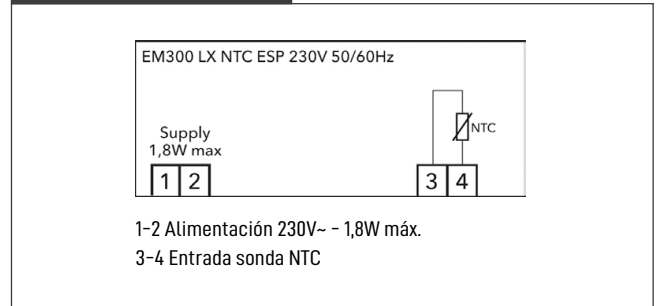 EM300 LX NTC ESP 230V 50/60Hz
NTC
Supply
1,8W max
1 2
3 4
1-2 Alimentación 230V~ - 1,8W máx.
3-4 Entrada sonda NTC